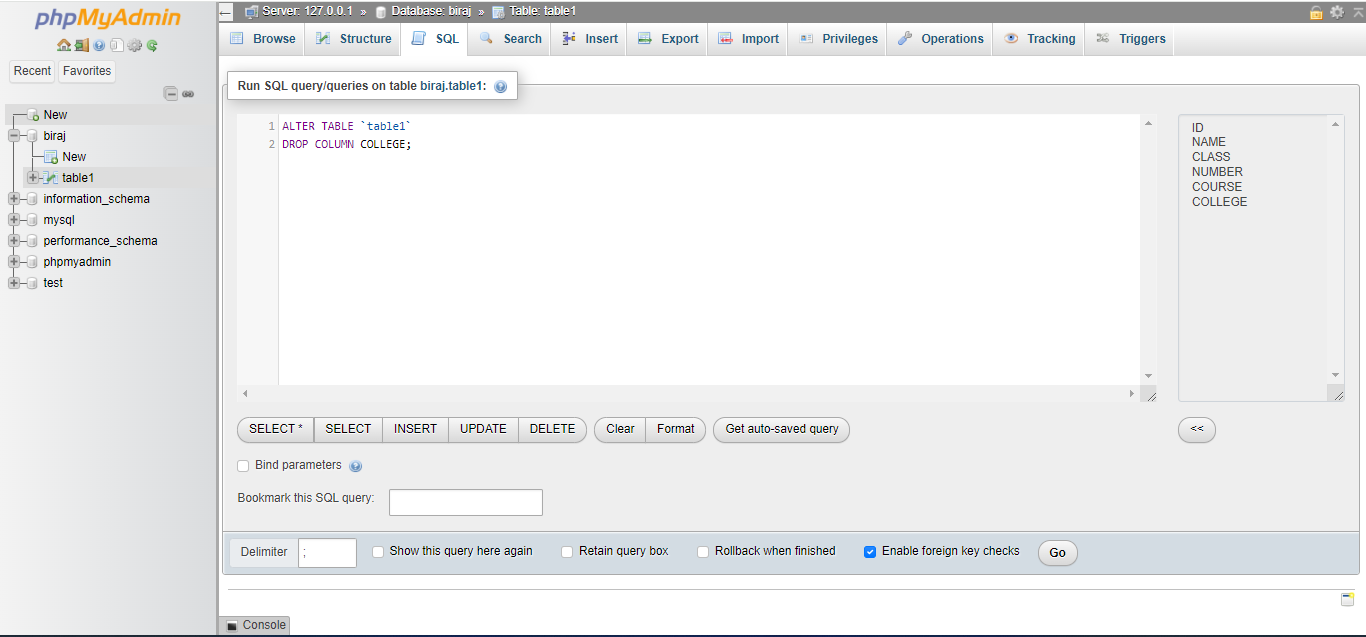 phpMyAdmin
Recent Favorites
New
biraj
New
table1
information_schema
mysql
performance_schema
phpmyadmin
test
Server: 127.0.0.1 » Database: biraj » Table: table1
Browse Structure SQL Search Insert Export Import Privileges Operations Tracking Triggers
Run SQL query/queries on table biraj.table1:
1 ALTER TABLE `table1`
2 DROP COLUMN COLLEGE;
ID
NAME
CLASS
NUMBER
COURSE
COLLEGE
SELECT * SELECT INSERT UPDATE DELETE Clear Format Get auto-saved query <<
Bind parameters
Bookmark this SQL query:
Delimiter ; Show this query here again Retain query box Rollback when finished Enable foreign key checks Go
Console